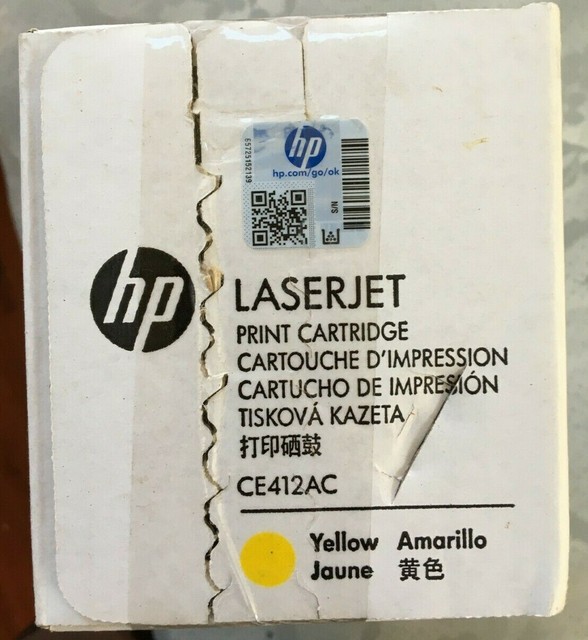 hp
hp.com/go/ok
S/N
hp
LASERJET
PRINT CARTRIDGE
CARTOUCHE D'IMPRESSION
CARTUCHO DE IMPRESIÓN
TISKOVÁ KAZETA
打印硒鼓
CE412AC
Yellow Amarillo
Jaune 黄色